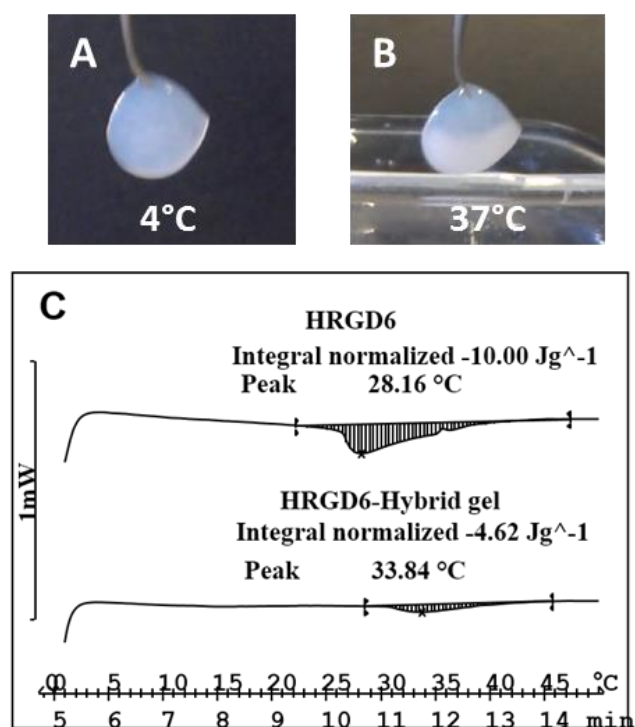 A
4°C
B
37°C
C
HRGD6
Integral normalized -10.00 Jg^-1
Peak 28.16 °C
1mW
HRGD6-Hybrid gel
Integral normalized -4.62 Jg^-1
Peak 33.84 °C
0 5 10 15 20 25 30 35 40 45 °C
5 6 7 8 9 10 11 12 13 14 min